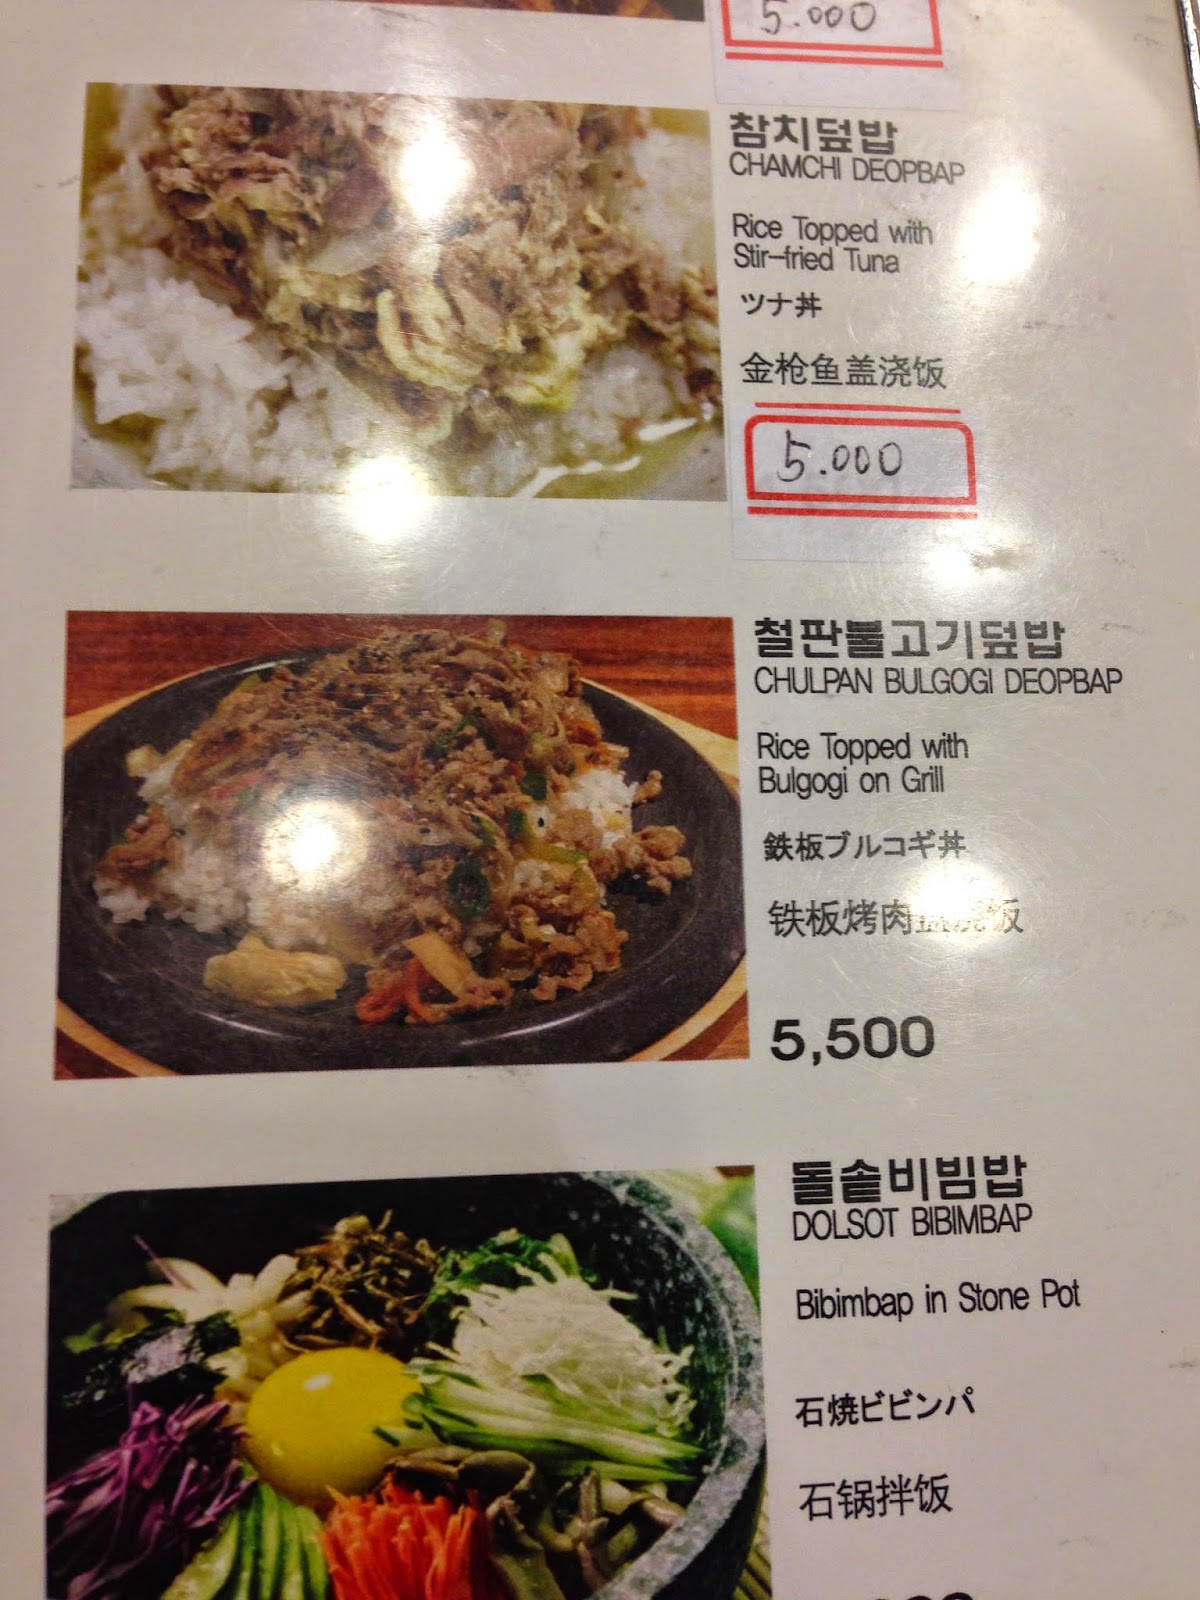 5.000
참치덮밥
CHAMCHI DEOPBAP
Rice Topped with
Stir-fried Tuna
ツナ丼
金枪鱼盖浇饭
5.000
철판불고기덮밥
CHULPAN BULGOGI DEOPBAP
Rice Topped with
Bulgogi on Grill
鉄板ブルコギ丼
铁板烤肉盖浇饭
5,500
돌솥비빔밥
DOLSOT BIBIMBAP
Bibimbap in Stone Pot
石焼ビビンパ
石锅拌饭